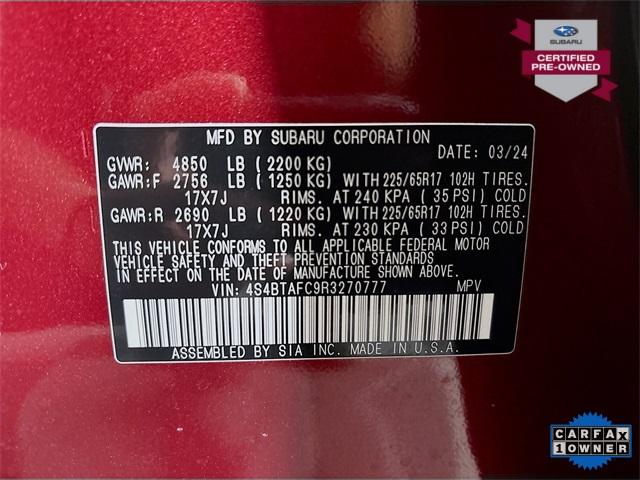 SUBARU
CERTIFIED
PRE-OWNED
MFD BY SUBARU CORPORATION
GVWR: 4850 LB (2200 KG) DATE: 03/24
GAWR:F 2756 LB (1250 KG) WITH 225/65R17 102H TIRES.
17X7J RIMS. AT 240 KPA (35 PSI) COLD
GAWR:R 2690 LB (1220 KG) WITH 225/65R17 102H TIRES.
17X7J RIMS. AT 230 KPA (33 PSI) COLD
THIS VEHICLE CONFORMS TO ALL APPLICABLE FEDERAL MOTOR
VEHICLE SAFETY AND THEFT PREVENTION STANDARDS
IN EFFECT ON THE DATE OF MANUFACTURE SHOWN ABOVE.
VIN: 4S4BTAFC9R3270777 MPV
ASSEMBLED BY SIA INC. MADE IN U.S.A.
CARFAX
1 OWNER